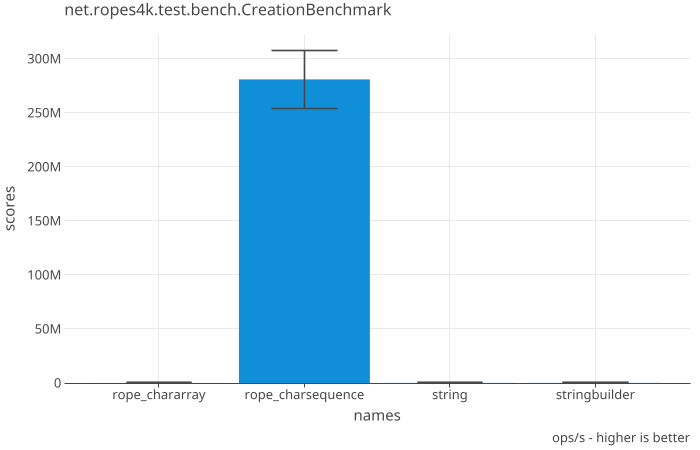 net.ropes4k.test.bench.CreationBenchmark
scores
300M
250M
200M
150M
100M
50M
0
rope_chararray rope_charsequence string stringbuilder
names
ops/s - higher is better